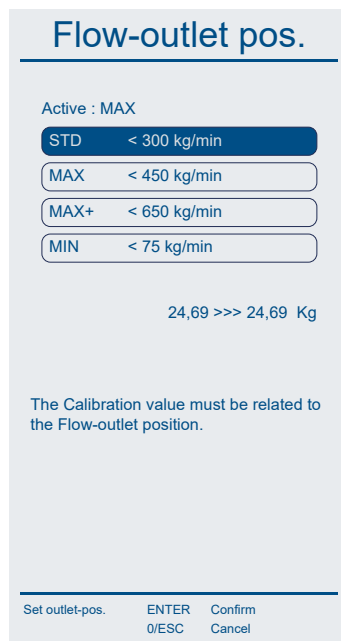 Flow-outlet pos.
Active : MAX
STD < 300 kg/min
MAX < 450 kg/min
MAX+ < 650 kg/min
MIN < 75 kg/min
24,69 >>> 24,69 Kg
The Calibration value must be related to
the Flow-outlet position.
Set outlet-pos. ENTER Confirm
0/ESC Cancel